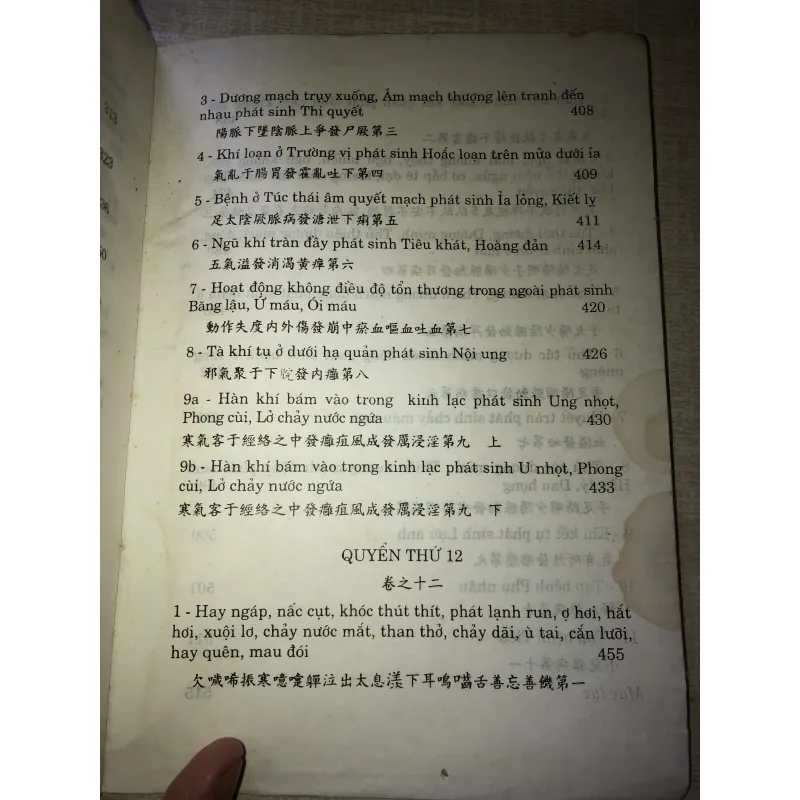 3 - Dương mạch trụy xuống, Âm mạch thượng lên tranh đến
nhau phát sinh Thi quyết 408
陽脈下墜陰脈上爭發尸厥第三
4 - Khí loạn ở Trường vị phát sinh Hoắc loạn trên mửa dưới ỉa
氣亂于腸胃發霍亂吐下第四 409
5 - Bệnh ở Túc thái âm quyết mạch phát sinh Ỉa lỏng, Kiết lỵ
足太陰厥脈病發溏泄下痢第五 411
6 - Ngũ khí tràn đầy phát sinh Tiêu khát, Hoàng đản 414
五氣溢發消渴黄瘅第六
7 - Hoạt động không điều độ tổn thương trong ngoài phát sinh
Băng lậu, Ứ máu, Ói máu 420
動作失度内外傷發崩中瘀血嘔血吐血第七
8 - Tà khí tụ ở dưới hạ quản phát sinh Nội ung 426
邪氣聚于下脘發内癰第八
9a - Hàn khí bám vào trong kinh lạc phát sinh Ung nhọt,
Phong cùi, Lở chảy nước ngứa 430
寒氣客于經絡之中發癰疽風成發厲浸淫第九 上
9b - Hàn khí bám vào trong kinh lạc phát sinh U nhọt, Phong
cùi, Lở chảy nước ngứa 433
寒氣客于經絡之中發癰疽風成發厲浸淫第九 下
QUYỂN THỨ 12
卷之十二
1 - Hay ngáp, nấc cụt, khóc thút thít, phát lạnh run, ợ hơi, hắt
hơi, xuội lơ, chảy nước mắt, than thở, chảy dãi, ù tai, cắn lưỡi,
hay quên, mau đói 455
欠噦唏振寒噫嚏嚲泣出太息下耳鳴嚙舌善忘善饑第一